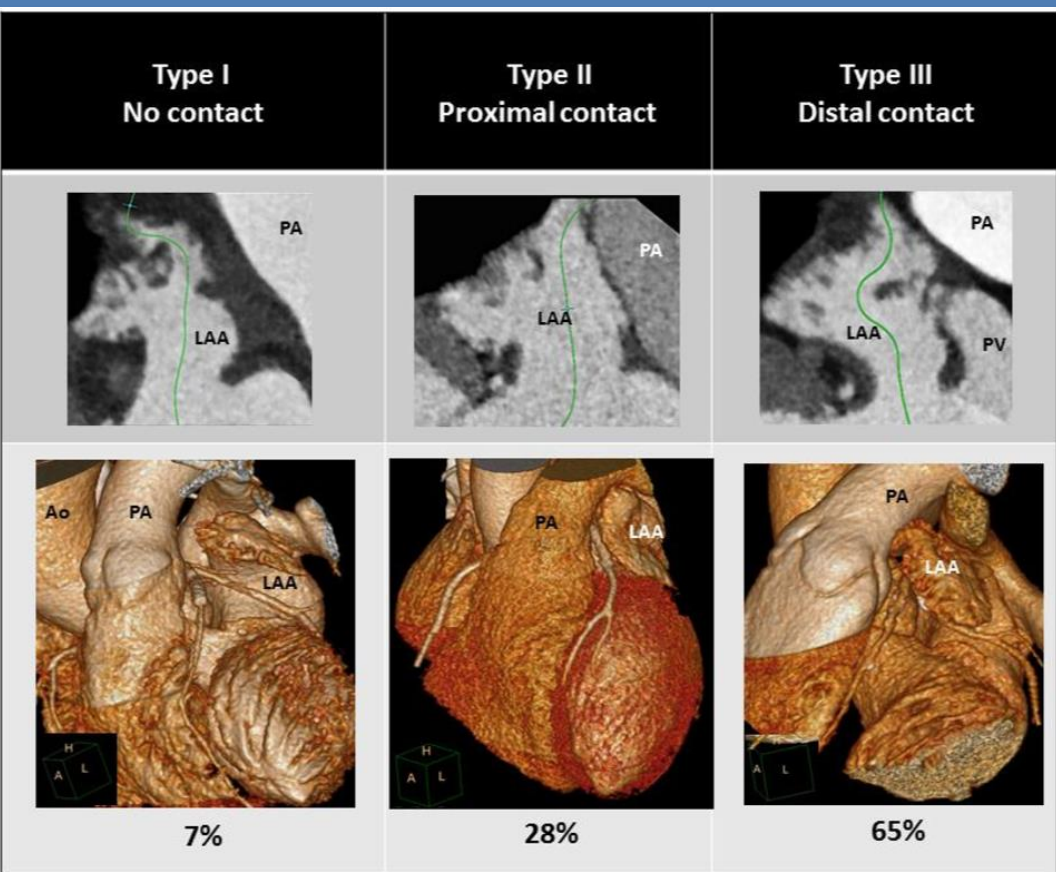 Type I
No contact
Type II
Proximal contact
Type III
Distal contact
PA
LAA
PA
LAA
PA
LAA
PV
Ao
PA
LAA
H
A
L
PA
LAA
H
A
L
PA
LAA
A
L
7%
28%
65%